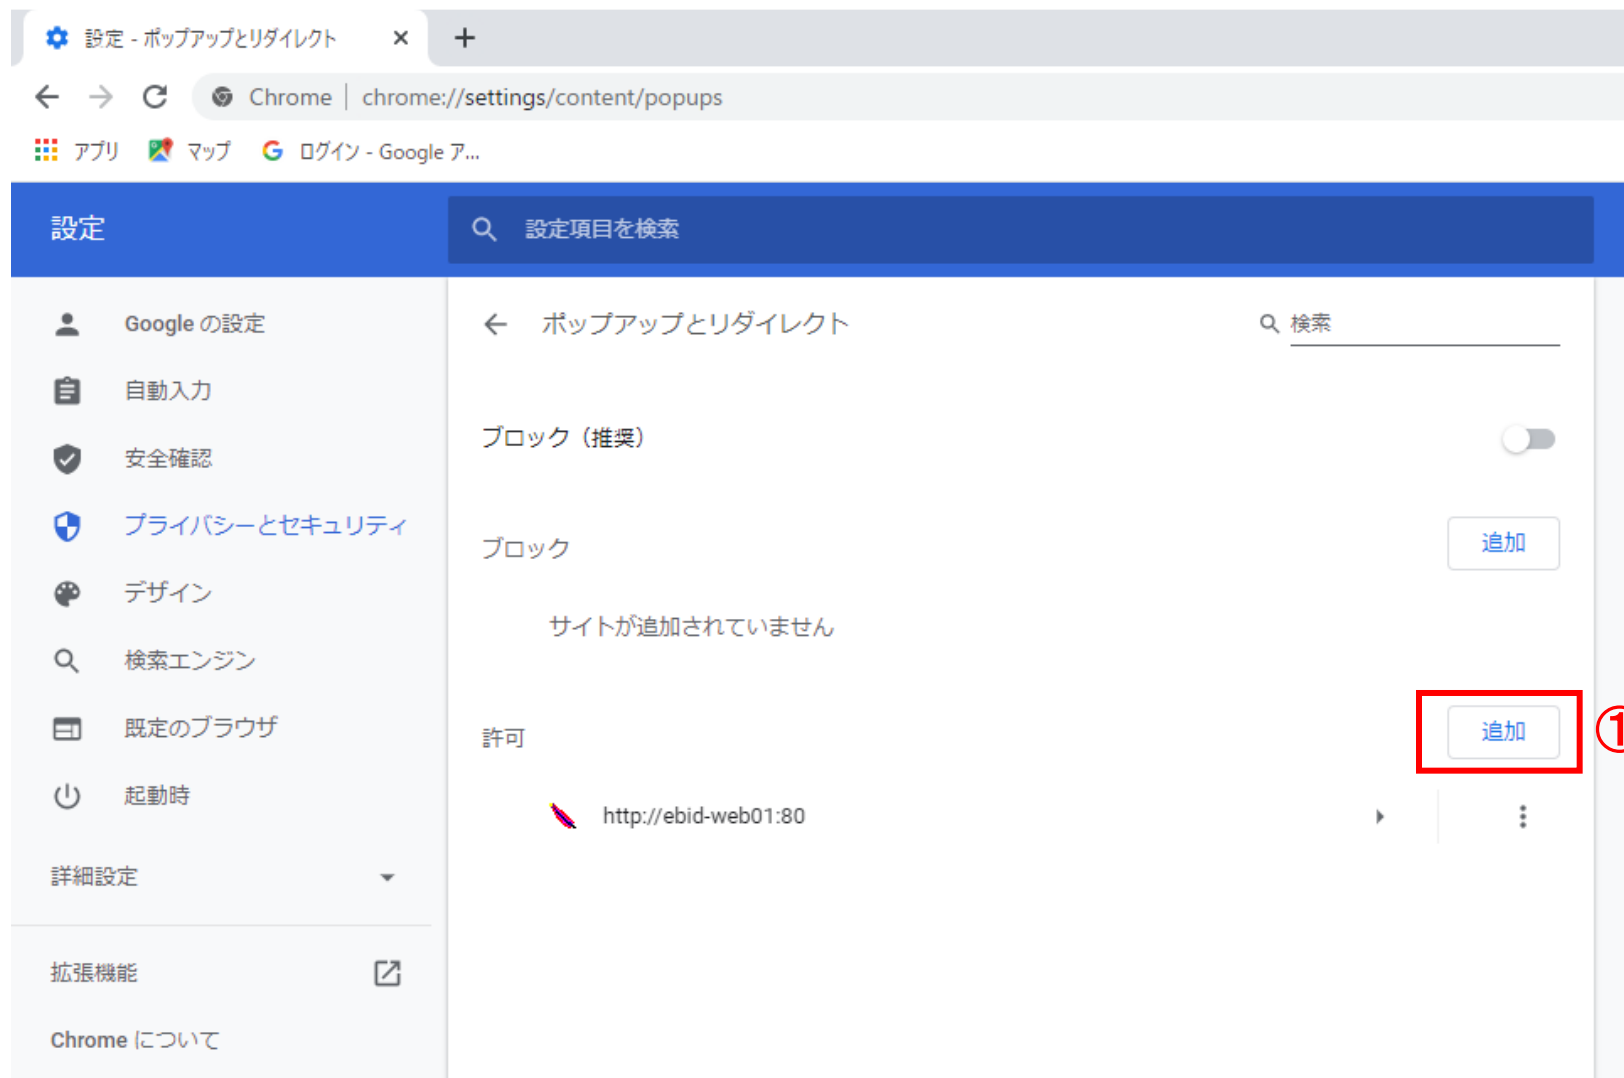 設定 - ポップアップとリダイレクト
Chrome | chrome://settings/content/popups
アプリ マップ ログイン - Google ア...
設定
設定項目を検索
Google の設定
自動入力
安全確認
プライバシーとセキュリティ
デザイン
検索エンジン
既定のブラウザ
起動時
詳細設定
拡張機能
Chrome について
ポップアップとリダイレクト
検索
ブロック（推奨）
ブロック
追加
サイトが追加されていません
許可
追加
①
http://ebid-web01:80